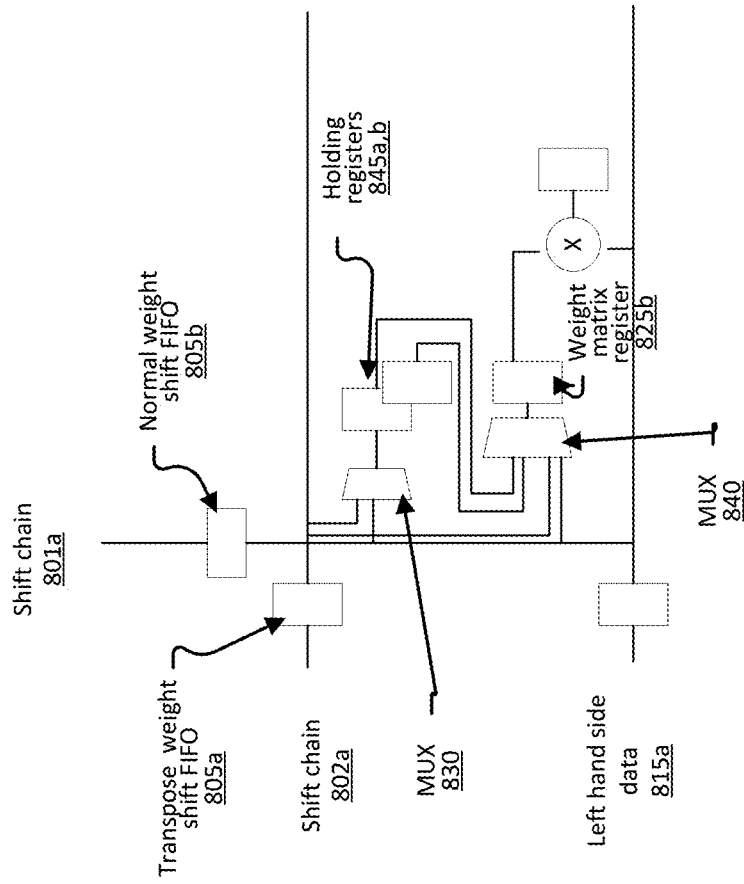 Shift chain
801a
Normal weight
shift FIFO
805b
Transpose weight
shift FIFO
805a
Holding
registers
845a,b
Shift chain
802a
MUX
830
X
Weight
matrix
register
825b
MUX
840
Left hand side
data
815a